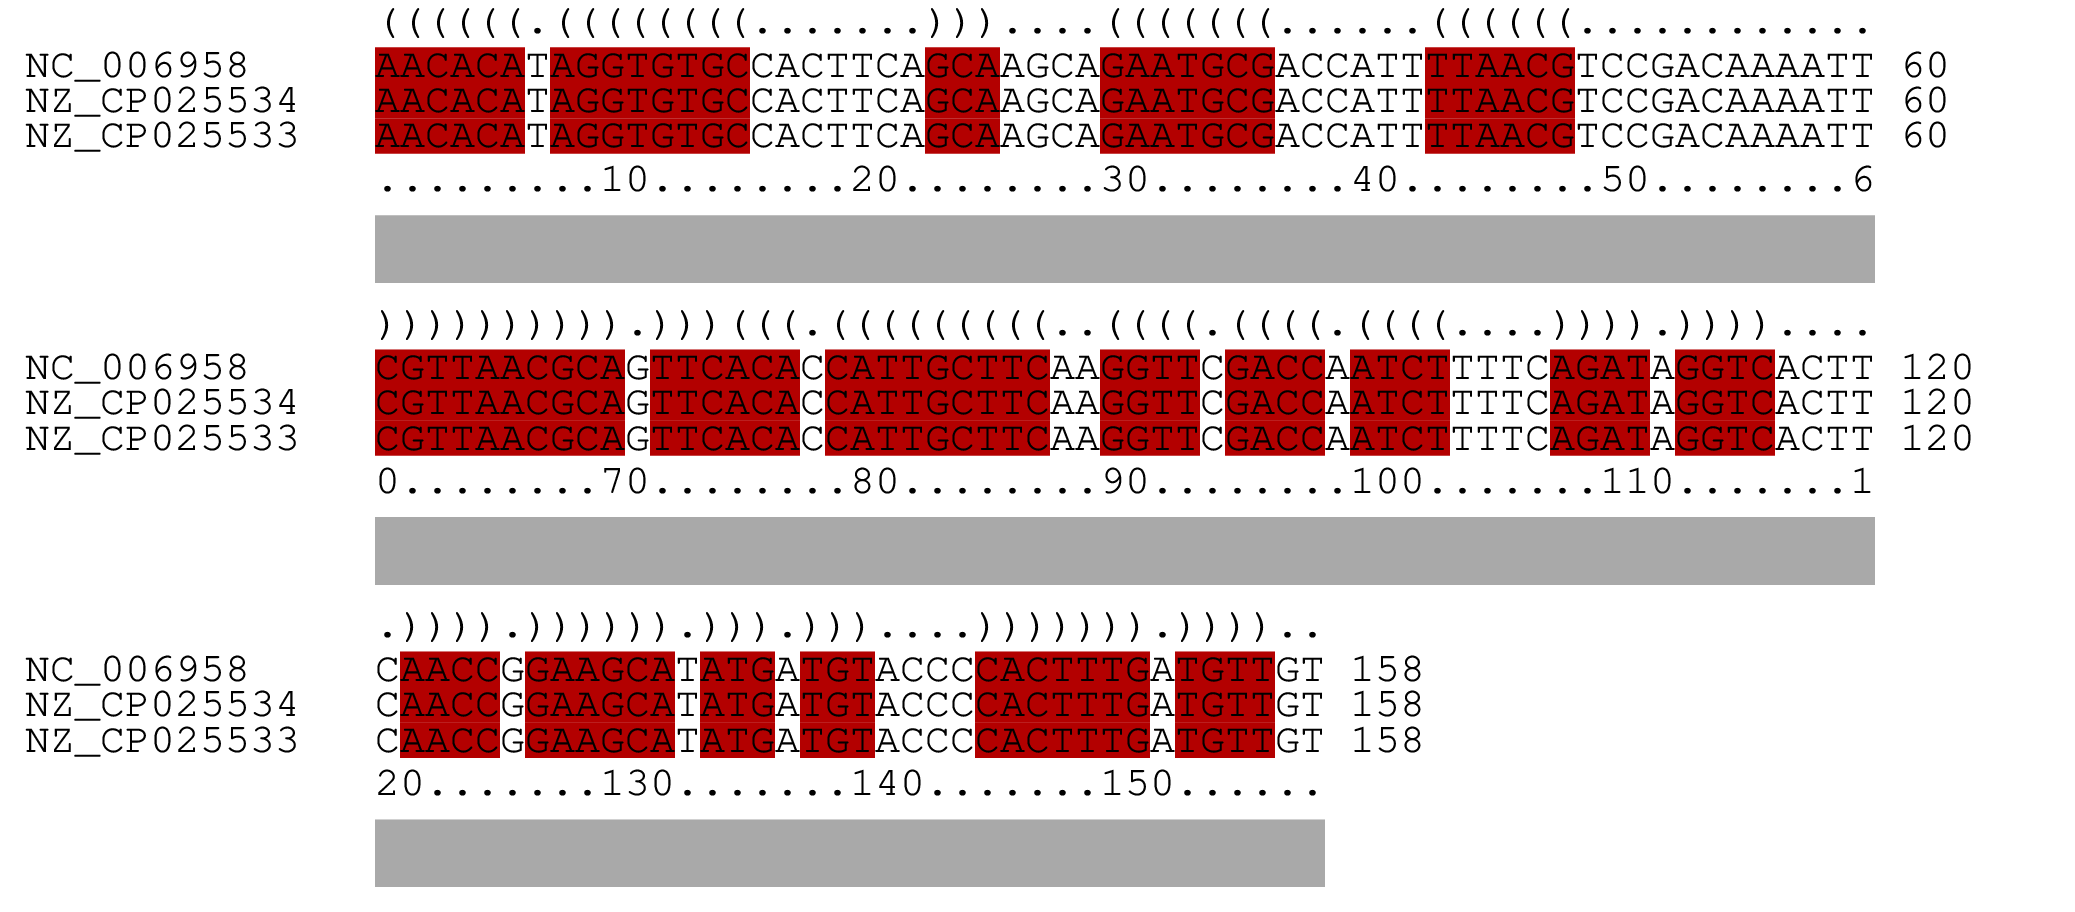 ((((((.((((((((.......)))....(((((((......((((((............
NC_006958 AACACATAGGTGTGCCACTTCAGCAAGCAGAATGCGACCATTTTAACGTCCGACAAAATT 60
NZ_CP025534 AACACATAGGTGTGCCACTTCAGCAAGCAGAATGCGACCATTTTAACGTCCGACAAAATT 60
NZ_CP025533 AACACATAGGTGTGCCACTTCAGCAAGCAGAATGCGACCATTTTAACGTCCGACAAAATT 60
.........10........20........30........40........50........6
)))))))))).)))(((.(((((((((..((((.((((.((((....)))).))))....
NC_006958 CGTTAACGCAGTTCACACCATTGCTTCAAGGTTCGACCAATCTTTTCAGATAGGTCACTT 120
NZ_CP025534 CGTTAACGCAGTTCACACCATTGCTTCAAGGTTCGACCAATCTTTTCAGATAGGTCACTT 120
NZ_CP025533 CGTTAACGCAGTTCACACCATTGCTTCAAGGTTCGACCAATCTTTTCAGATAGGTCACTT 120
0........70........80........90........100.......110.......1
.)))).)))))).))).)))....))))))).))))..
NC_006958 CAACCGGAAGCATATGATGTACCCCACTTTGATGTTGT 158
NZ_CP025534 CAACCGGAAGCATATGATGTACCCCACTTTGATGTTGT 158
NZ_CP025533 CAACCGGAAGCATATGATGTACCCCACTTTGATGTTGT 158
20.......130.......140.......150......